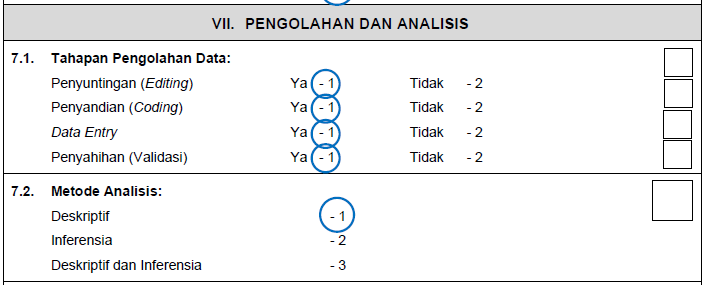 VII. PENGOLAHAN DAN ANALISIS
7.1. Tahapan Pengolahan Data:
Penyuntingan (Editing) Ya - 1 Tidak - 2
Penyandian (Coding) Ya - 1 Tidak - 2
Data Entry Ya - 1 Tidak - 2
Penyahihan (Validasi) Ya - 1 Tidak - 2
7.2. Metode Analisis:
Deskriptif - 1
Inferensia - 2
Deskriptif dan Inferensia - 3